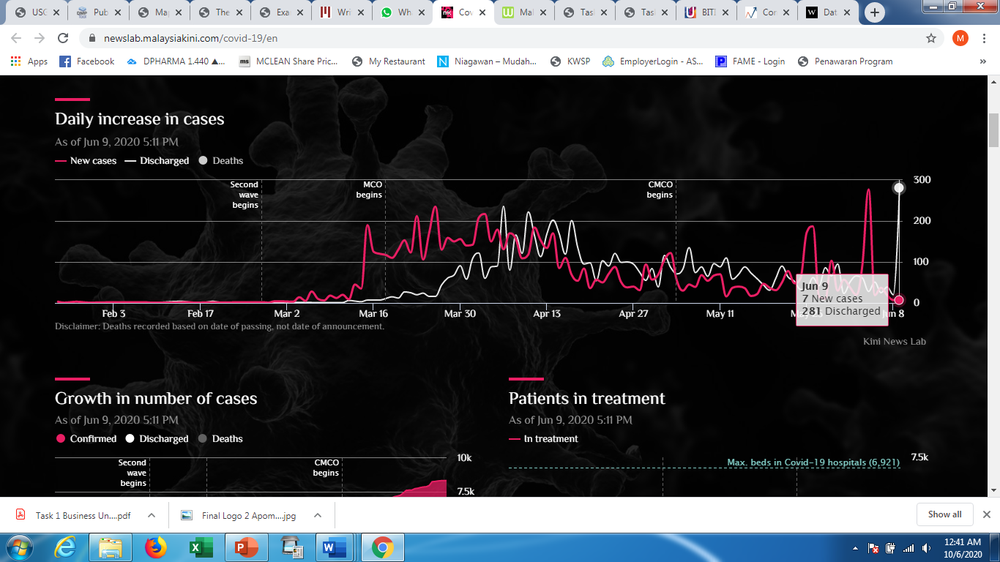 USC
Pub
Map
The
Exa
Wri
Wh
Cov
Mal
Tas
Tas
BITI
Cor
Dat
newslab.malaysiakini.com/covid-19/en
M
Apps
Facebook
DPHARMA 1.440 ▲...
MCLEAN Share Pric...
My Restaurant
Niagawan – Mudah...
KWSP
EmployerLogin - AS...
FAME - Login
Penawaran Program
»
Daily increase in cases
As of Jun 9, 2020 5:11 PM
New cases Discharged Deaths
Second
wave
begins
MCO
begins
CMCO
begins
300
200
100
0
Jun 9
7 New cases
281 Discharged
Feb 3 Feb 17 Mar 2 Mar 16 Mar 30 Apr 13 Apr 27 May 11 Jun 8
Disclaimer: Deaths recorded based on date of passing, not date of announcement.
Kini News Lab
Growth in number of cases
As of Jun 9, 2020 5:11 PM
Confirmed Discharged Deaths
Second
wave
begins
CMCO
begins
10k
7.5k
Patients in treatment
As of Jun 9, 2020 5:11 PM
In treatment
Max. beds in Covid-19 hospitals (6,921)
7.5k
Task 1 Business Un....pdf
Final Logo 2 Apom....jpg
Show all
12:41 AM
10/6/2020